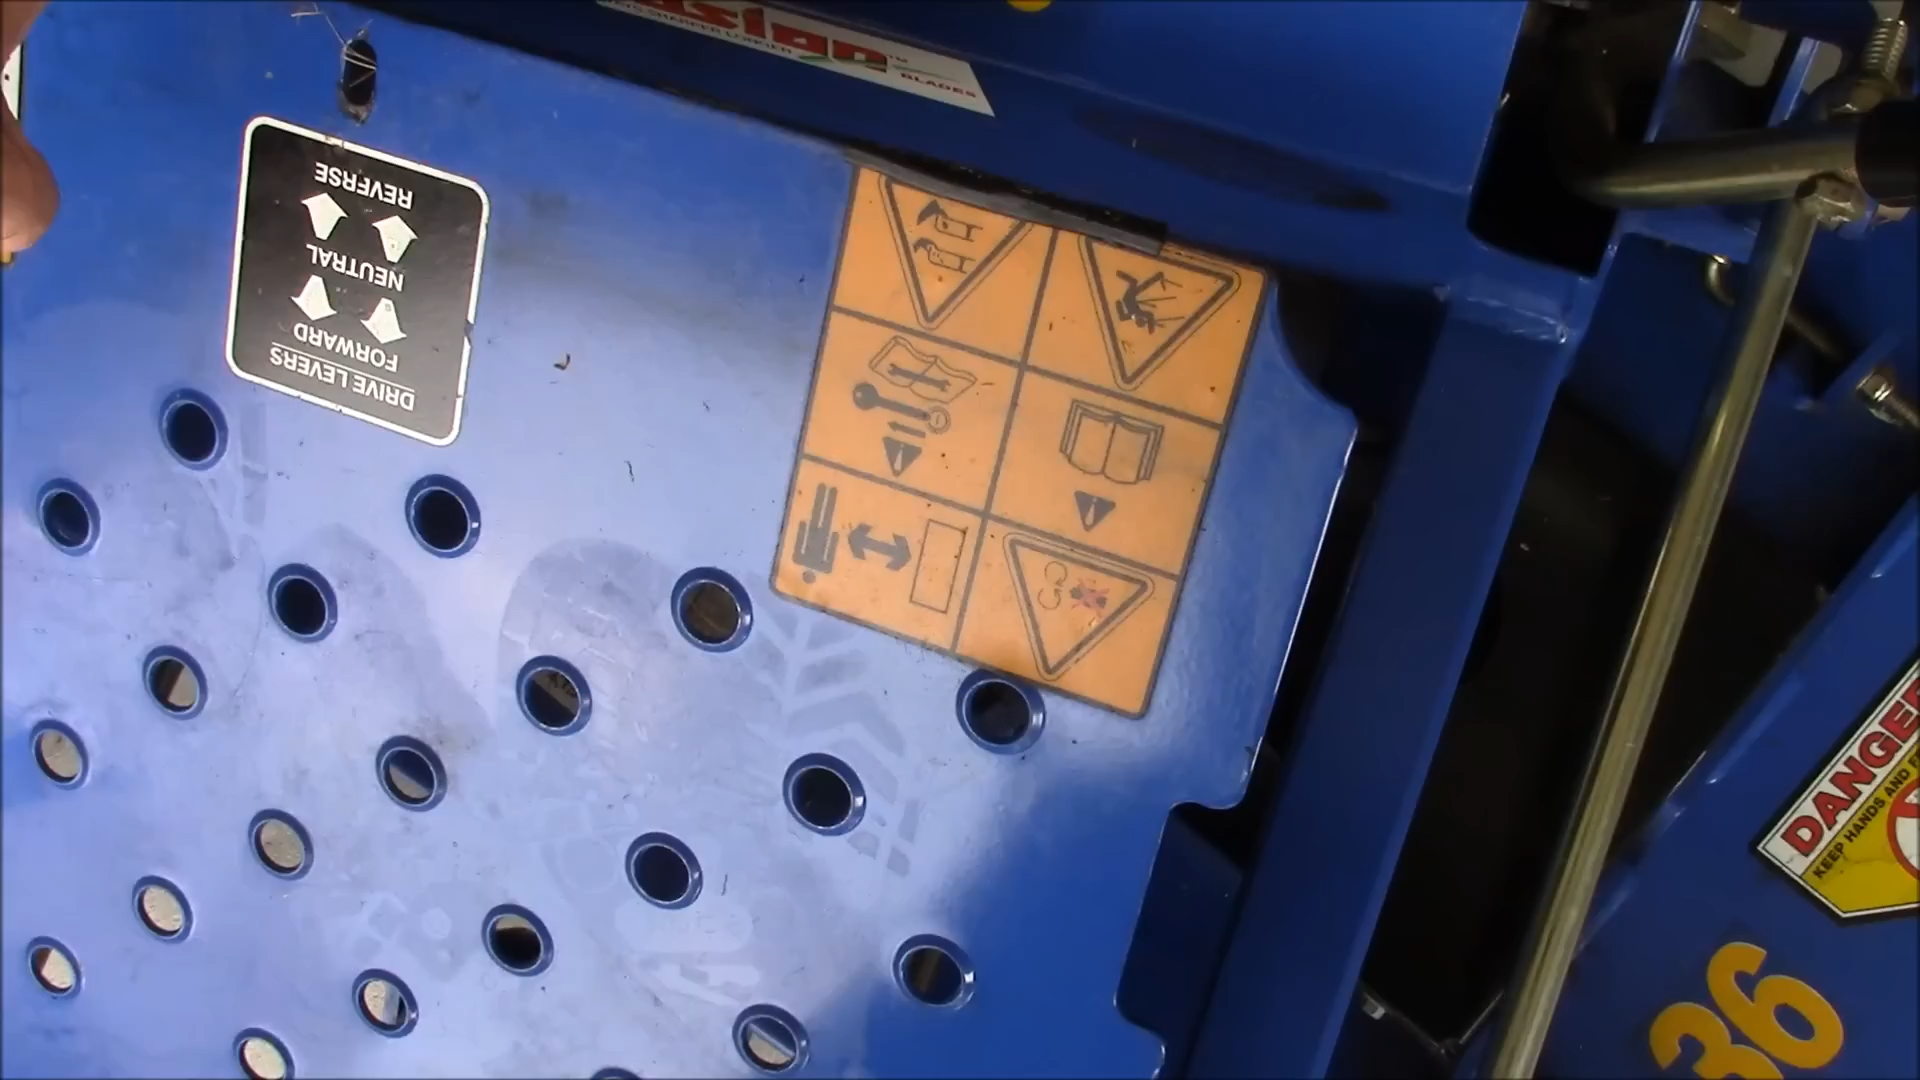 BLADES
DRIVE LEVERS
FORWARD
NEUTRAL
REVERSE
DANGER
KEEP HANDS AND
36